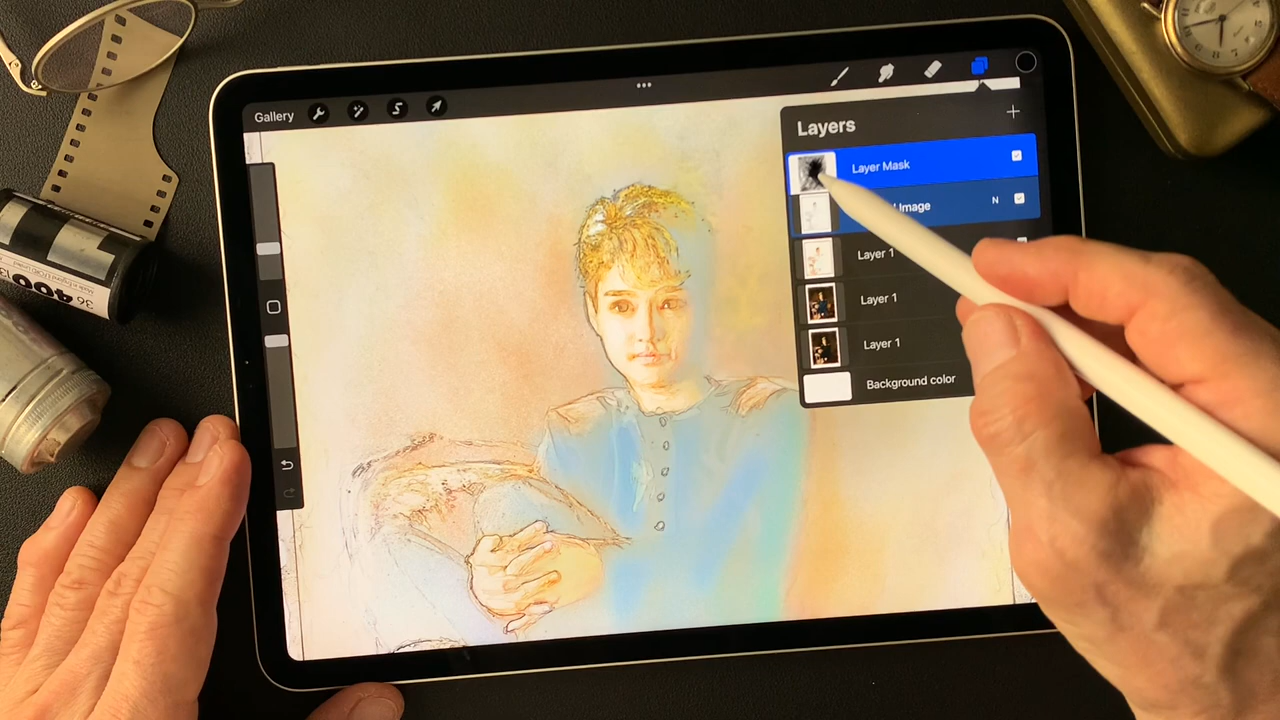 Gallery
Layers
Layer Mask
Image
N
Layer 1
Layer 1
Layer 1
Background color
400
36